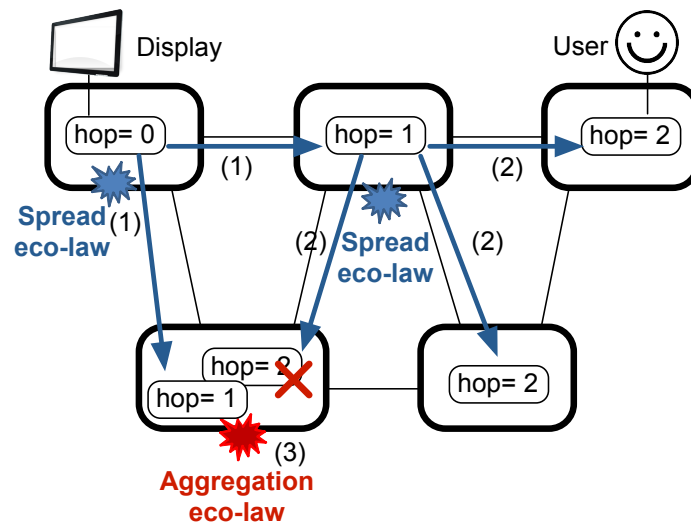 Display
User
hop= 0
hop= 1
hop= 2
(1)
(2)
Spread
eco-law
(1)
(2)
Spread
eco-law
(2)
hop= 2
hop= 1
hop= 2
(3)
Aggregation
eco-law